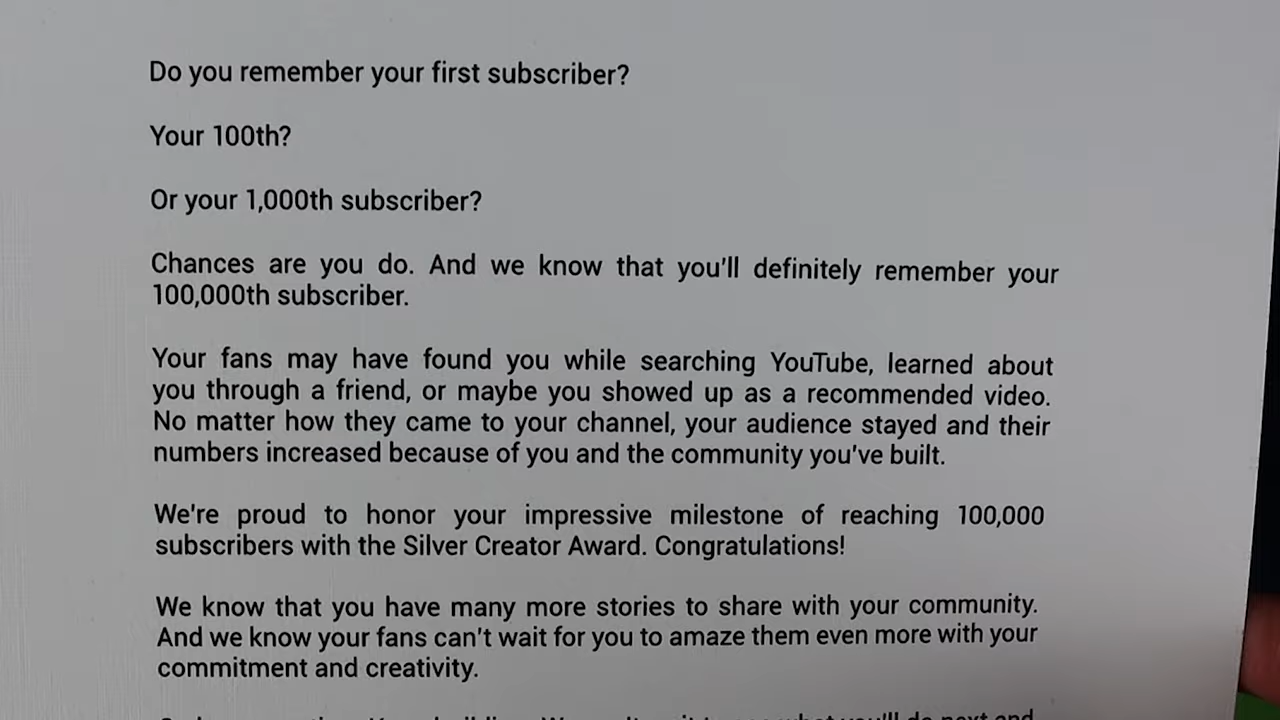 Do you remember your first subscriber?
Your 100th?
Or your 1,000th subscriber?
Chances are you do. And we know that you'll definitely remember your
100,000th subscriber.
Your fans may have found you while searching YouTube, learned about
you through a friend, or maybe you showed up as a recommended video.
No matter how they came to your channel, your audience stayed and their
numbers increased because of you and the community you've built.
We're proud to honor your impressive milestone of reaching 100,000
subscribers with the Silver Creator Award. Congratulations!
We know that you have many more stories to share with your community.
And we know your fans can't wait for you to amaze them even more with your
commitment and creativity.
what you'll do next and